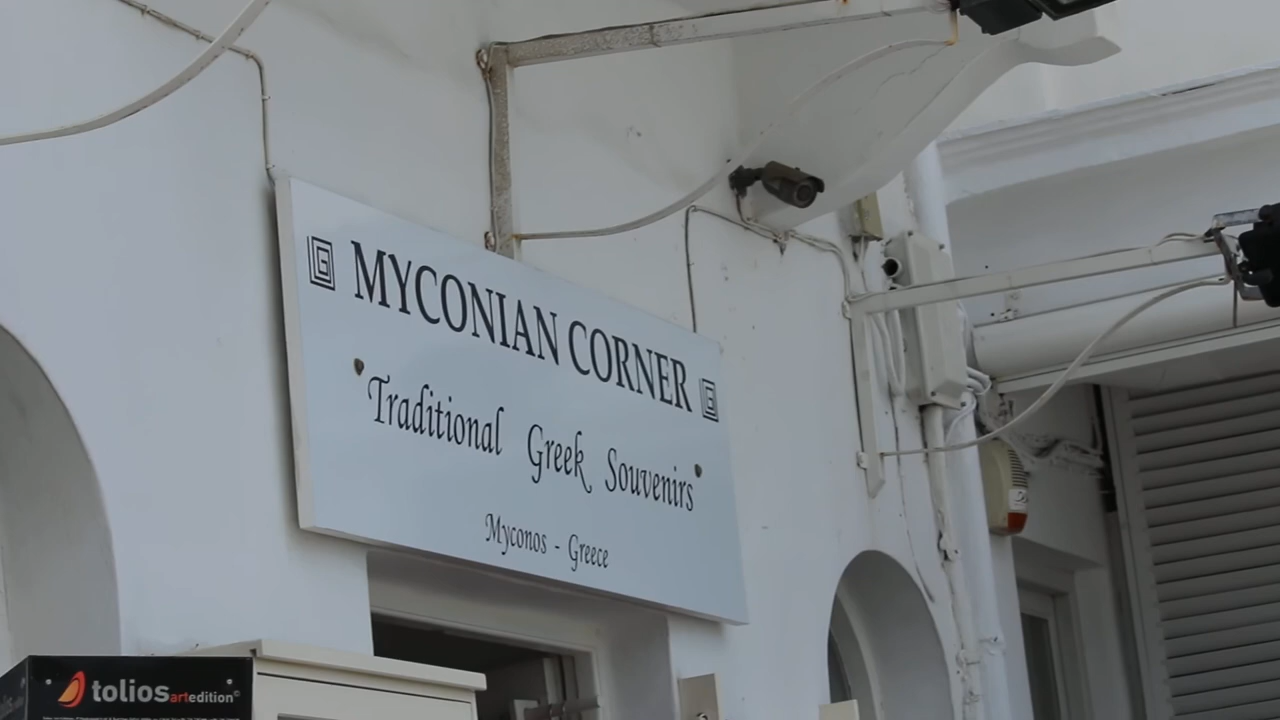 MYCONIAN CORNER
Traditional Greek Souvenirs
Myconos - Greece
toliosartedition©